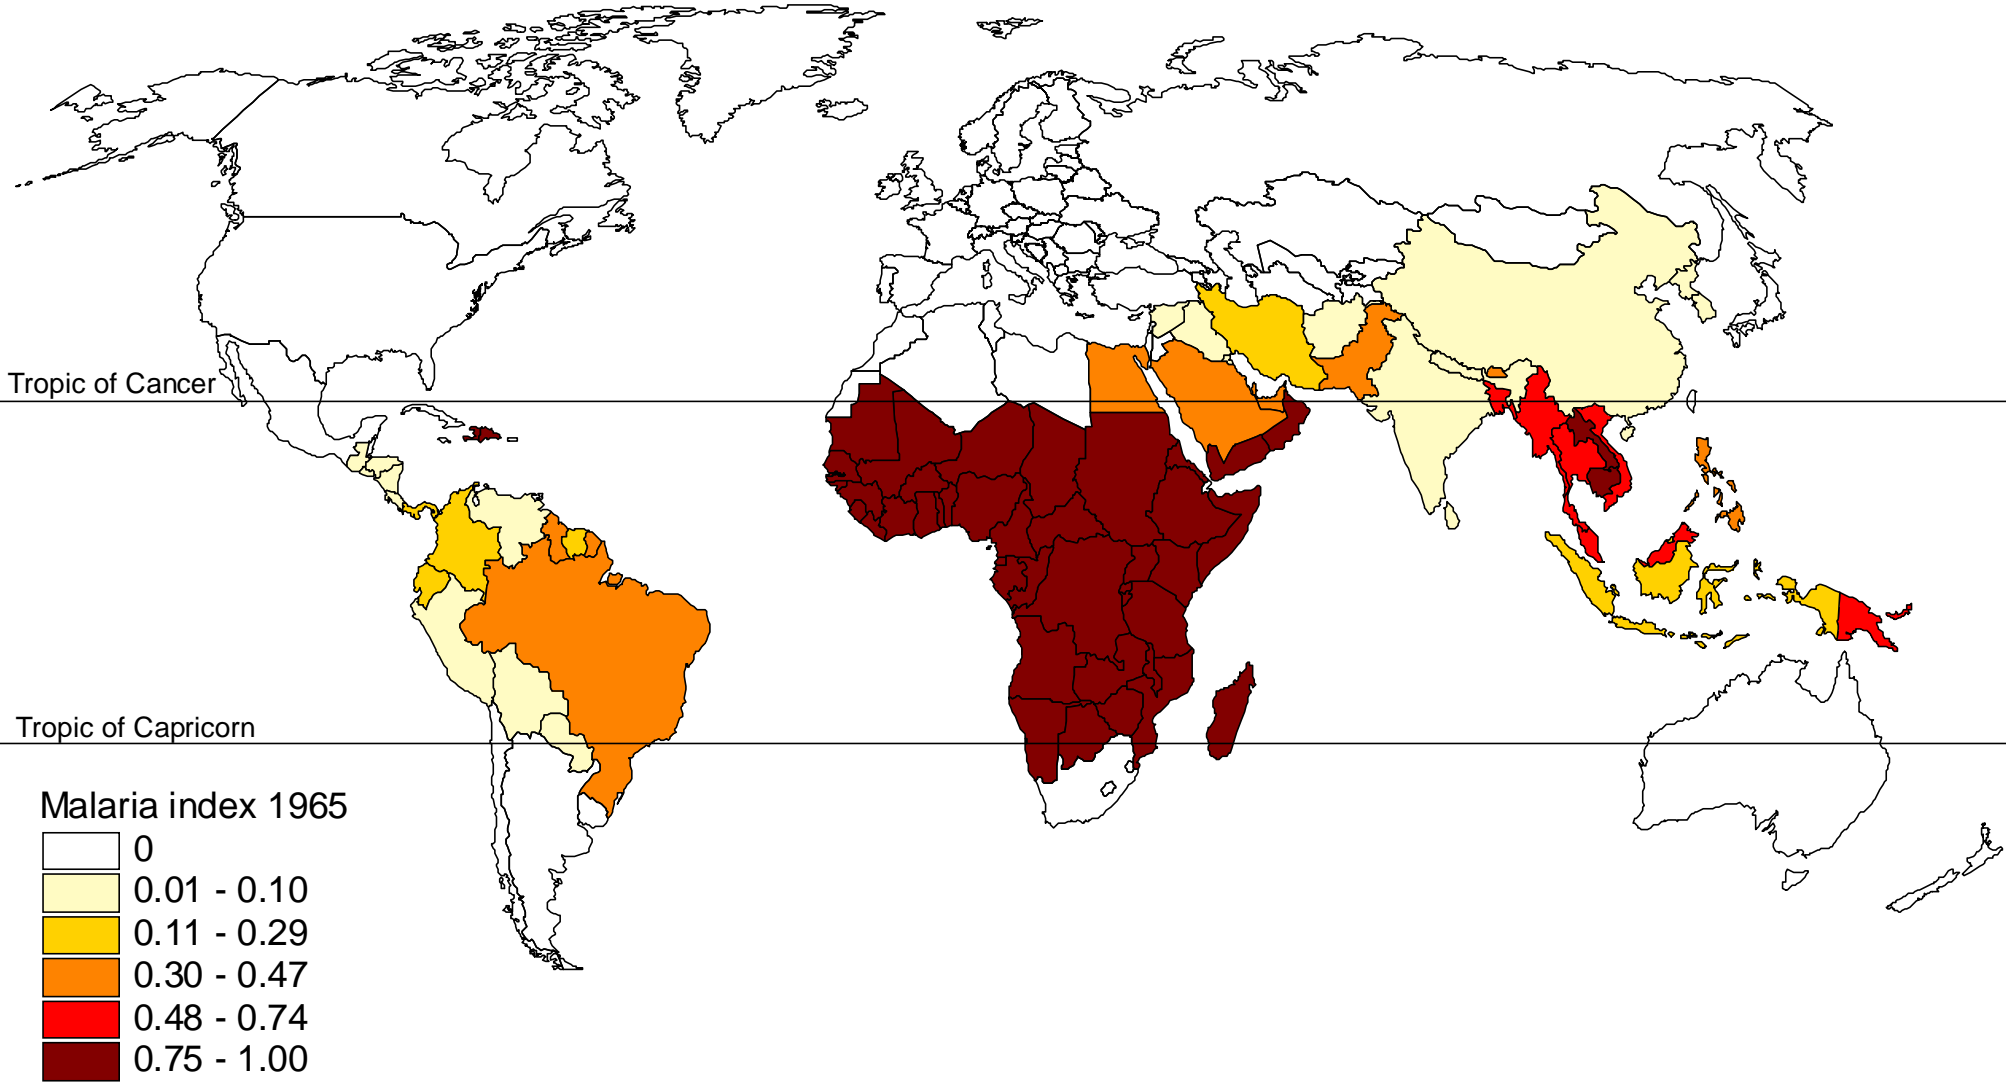 Tropic of Cancer
Tropic of Capricorn
Malaria index 1965
0
0.01 - 0.10
0.11 - 0.29
0.30 - 0.47
0.48 - 0.74
0.75 - 1.00